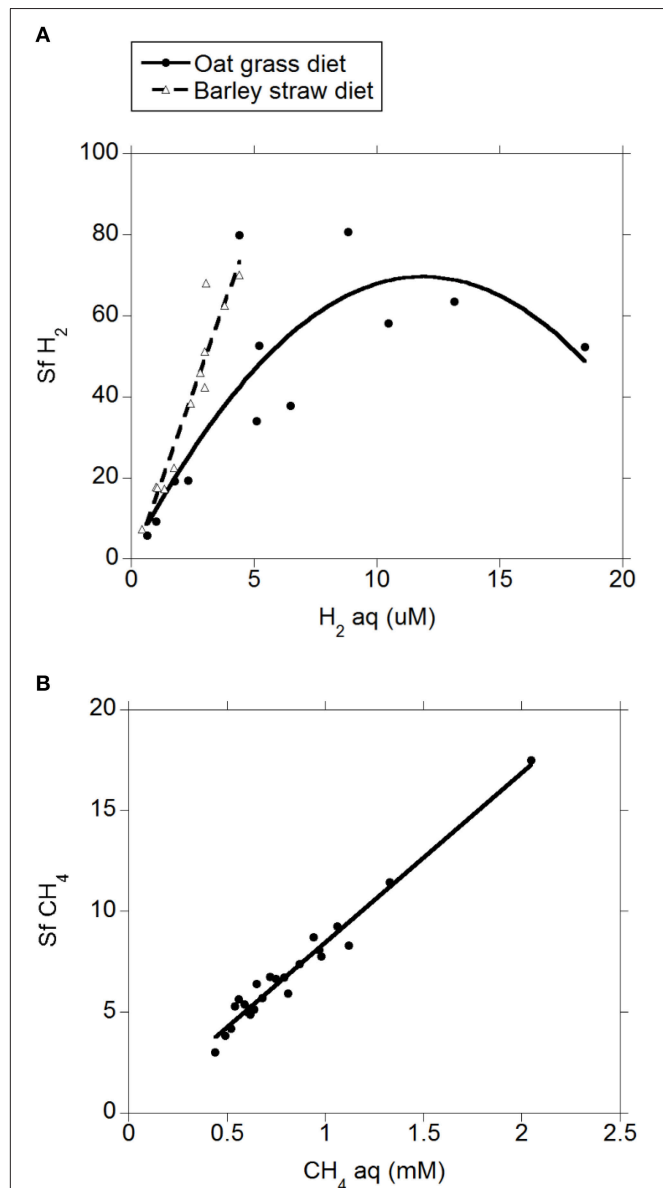 A
Oat grass diet
Barley straw diet
100
80
60
40
20
0
Sf H₂
0 5 10 15 20
H₂ aq (uM)
B
20
15
10
5
0
Sf CH₄
0 0.5 1 1.5 2 2.5
CH₄ aq (mM)